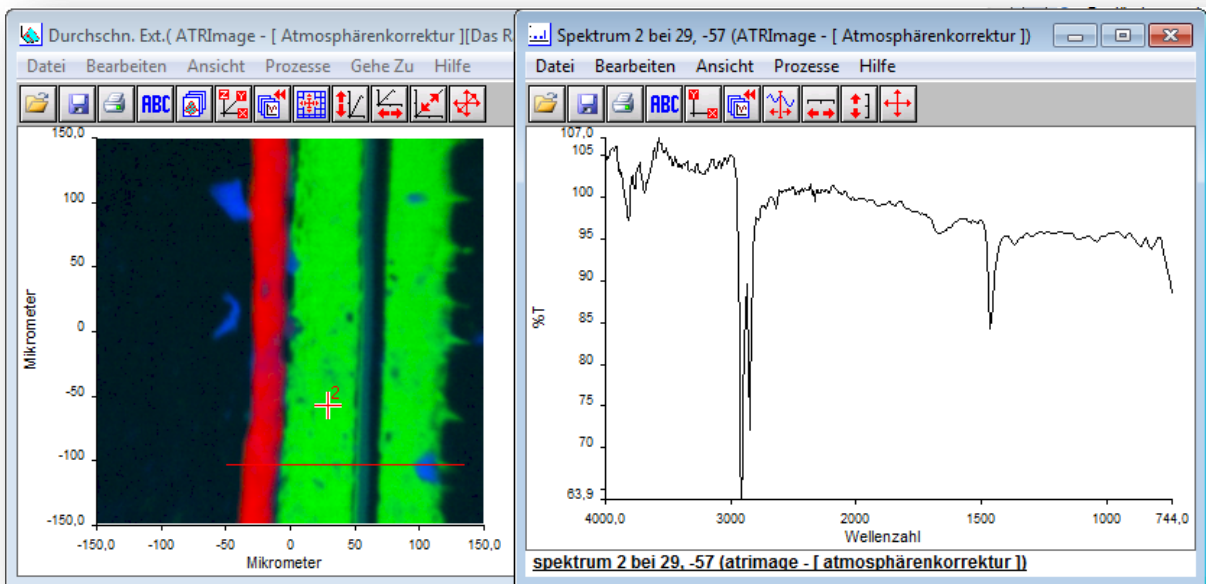 Durchschn. Ext.( ATRImage - [ Atmosphärenkorrektur ][Das R
Datei Bearbeiten Ansicht Prozesse Gehe Zu Hilfe
ABC
Z Y X
150,0
100
50
0
-50
-100
-150,0
Mikrometer
2
-150,0 -100 -50 0 50 100 150,0
Mikrometer
Spektrum 2 bei 29, -57 (ATRImage - [ Atmosphärenkorrektur ])
Datei Bearbeiten Ansicht Prozesse Hilfe
ABC
Y X
107,0
105
100
95
90
85
80
75
70
63,9
%T
4000,0 3000 2000 1500 1000 744,0
Wellenzahl
spektrum 2 bei 29, -57 (atrimage - [ atmosphärenkorrektur ])